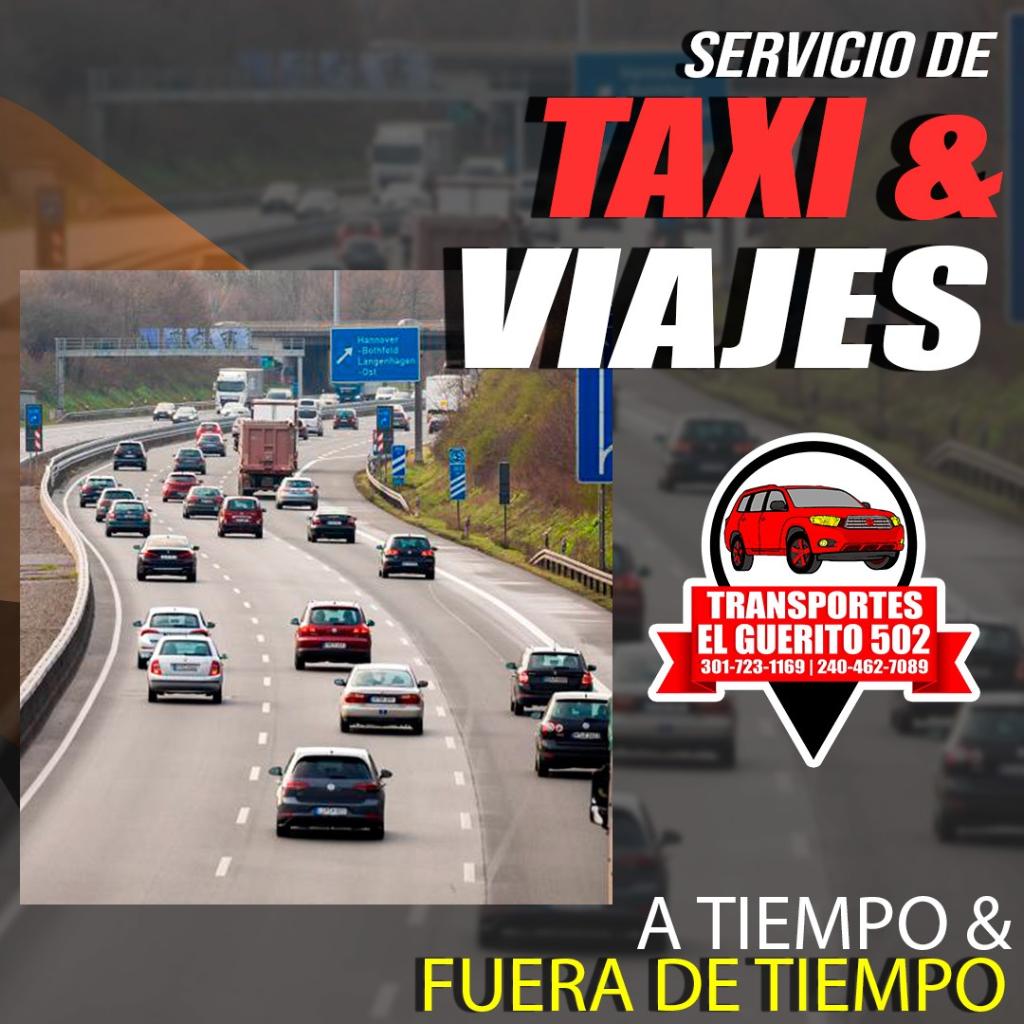 SERVICIO DE
TAXI &
VIAJES
Hannover
-Bothfeld
Langenhagen
-Ost
TRANSPORTES
EL GUERITO 502
301-723-1169 | 240-462-7089
A TIEMPO &
FUERA DE TIEMPO